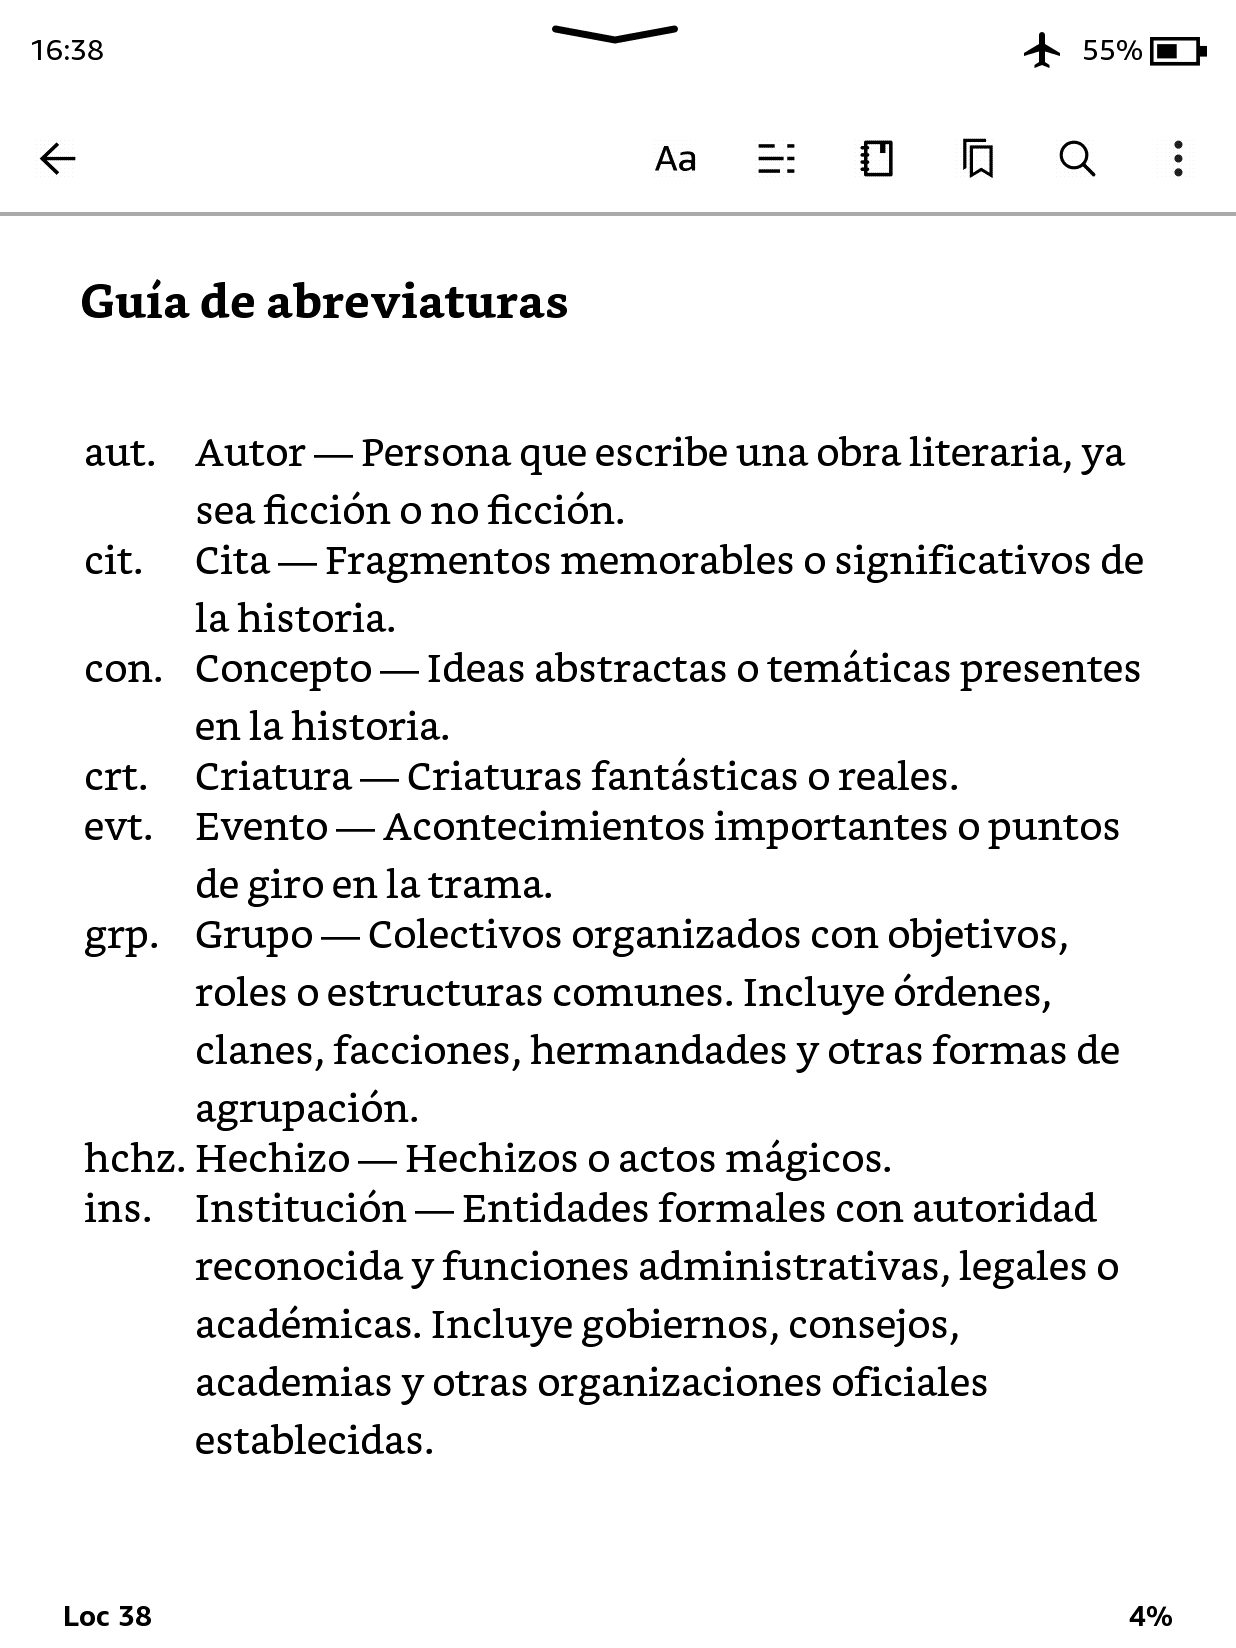 16:38
55%
Aa
Guía de abreviaturas
aut. Autor — Persona que escribe una obra literaria, ya
sea ficción o no ficción.
cit. Cita — Fragmentos memorables o significativos de
la historia.
con. Concepto — Ideas abstractas o temáticas presentes
en la historia.
crt. Criatura — Criaturas fantásticas o reales.
evt. Evento — Acontecimientos importantes o puntos
de giro en la trama.
grp. Grupo — Colectivos organizados con objetivos,
roles o estructuras comunes. Incluye órdenes,
clanes, facciones, hermandades y otras formas de
agrupación.
hchz. Hechizo — Hechizos o actos mágicos.
ins. Institución — Entidades formales con autoridad
reconocida y funciones administrativas, legales o
académicas. Incluye gobiernos, consejos,
academias y otras organizaciones oficiales
establecidas.
Loc 38
4%